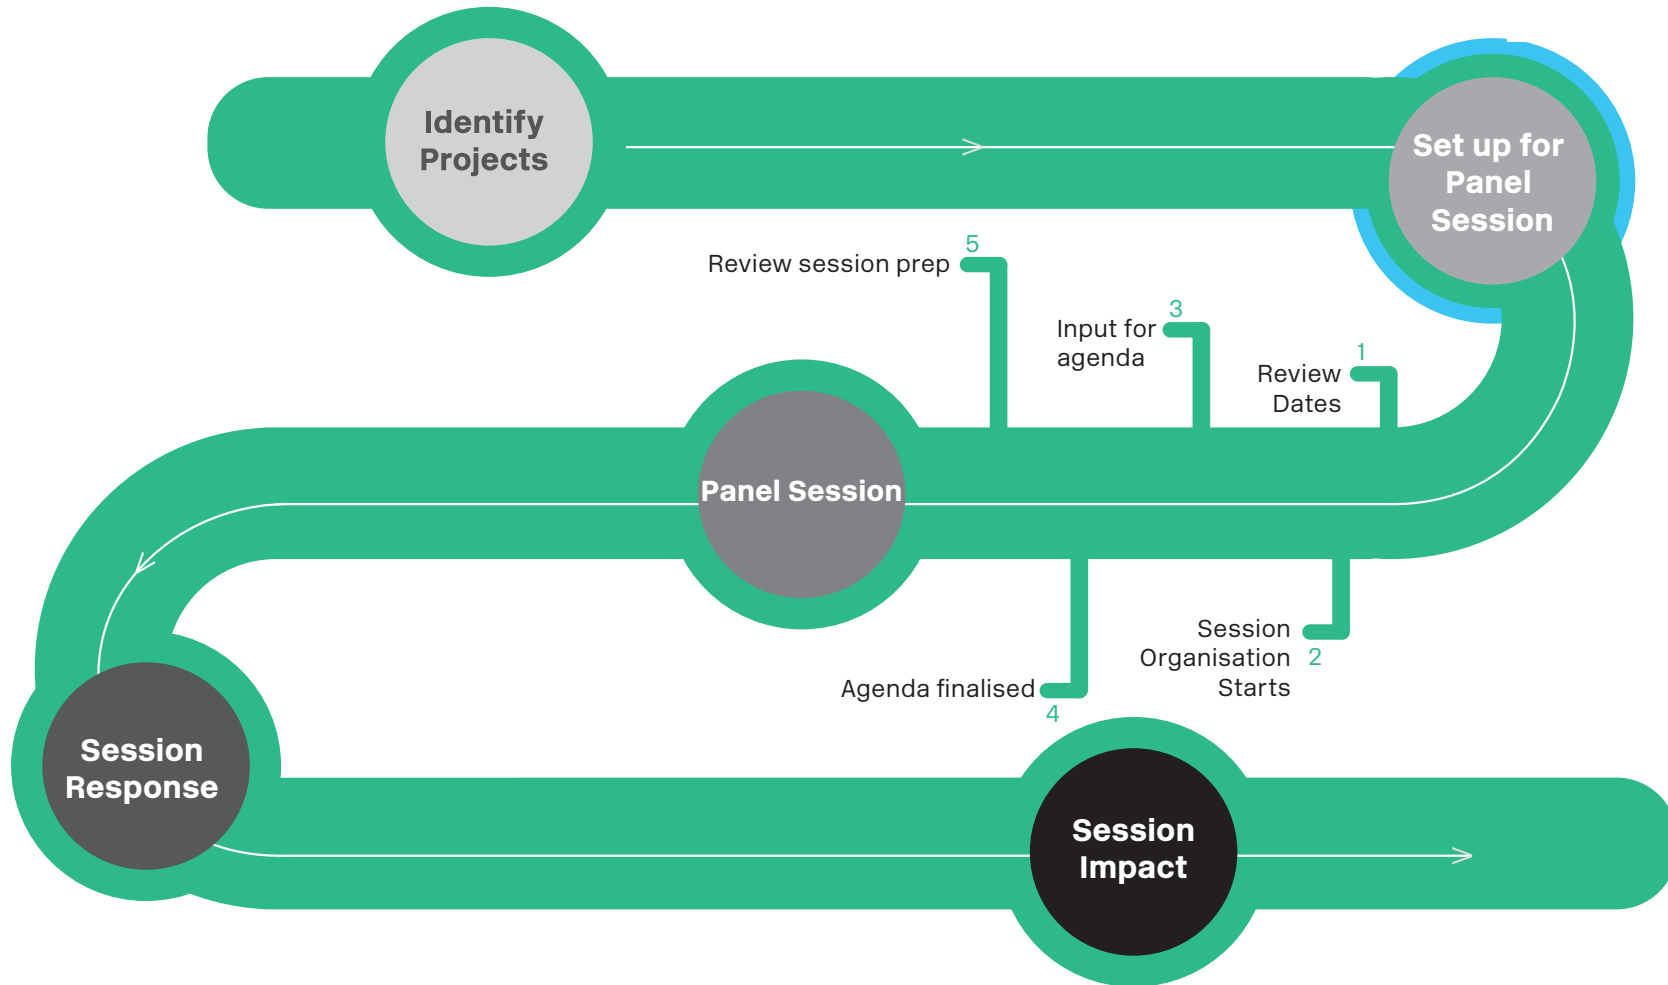 Identify
Projects
Set up for
Panel
Session
5
Review session prep
3
Input for
agenda
1
Review
Dates
Panel Session
Session
Organisation
Starts
2
Agenda finalised
4
Session
Response
Session
Impact